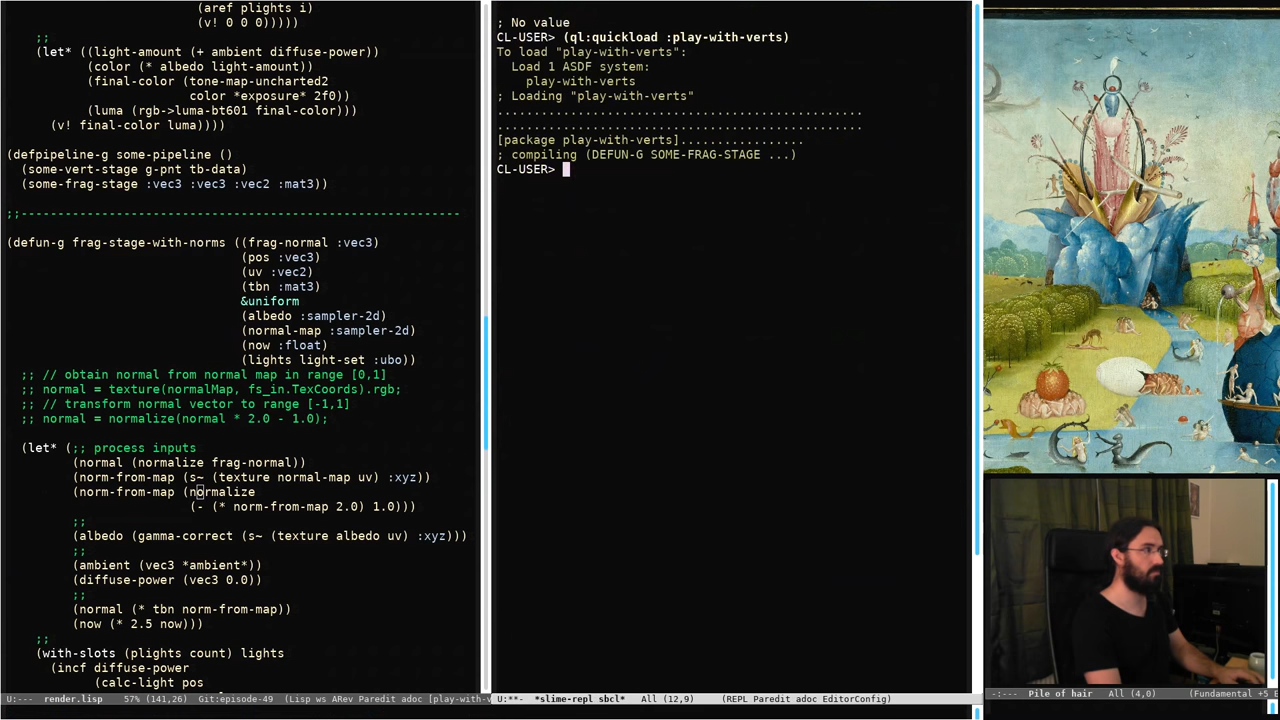 (aref plights i)
(v! 0 0 0)))))
;;
(let* ((light-amount (+ ambient diffuse-power))
(color (* albedo light-amount))
(final-color (tone-map-uncharted2
color *exposure* 2f0))
(luma (rgb->luma-bt601 final-color)))
(v! final-color luma))))
(defpipeline-g some-pipeline ()
(some-vert-stage g-pnt tb-data)
(some-frag-stage :vec3 :vec3 :vec2 :mat3))
;;------------------------------------------------------------
(defun-g frag-stage-with-norms ((frag-normal :vec3)
(pos :vec3)
(uv :vec2)
(tbn :mat3)
&uniform
(albedo :sampler-2d)
(normal-map :sampler-2d)
(now :float)
(lights light-set :ubo))
;; // obtain normal from normal map in range [0,1]
;; normal = texture(normalMap, fs_in.TexCoords).rgb;
;; // transform normal vector to range [-1,1]
;; normal = normalize(normal * 2.0 - 1.0);
(let* (;; process inputs
(normal (normalize frag-normal))
(norm-from-map (s~ (texture normal-map uv) :xyz))
(norm-from-map (normalize
(- (* norm-from-map 2.0) 1.0)))
;;
(albedo (gamma-correct (s~ (texture albedo uv) :xyz)))
;;
(ambient (vec3 *ambient*))
(diffuse-power (vec3 0.0))
;;
(normal (* tbn norm-from-map))
(now (* 2.5 now)))
;;
(with-slots (plights count) lights
(incf diffuse-power
(calc-light pos
U:--- render.lisp 57% (141,26) Git:episode-49 (Lisp ws ARev Paredit adoc [play-with-v
; No value
CL-USER> (ql:quickload :play-with-verts)
To load "play-with-verts":
Load 1 ASDF system:
play-with-verts
; Loading "play-with-verts"
..................................................
..................................................
[package play-with-verts].................
; compiling (DEFUN-G SOME-FRAG-STAGE ...)
CL-USER>
U:**- *slime-repl sbcl* All (12,9) (REPL Paredit adoc EditorConfig)
-:--- Pile of hair All (4,0) (Fundamental +5 E